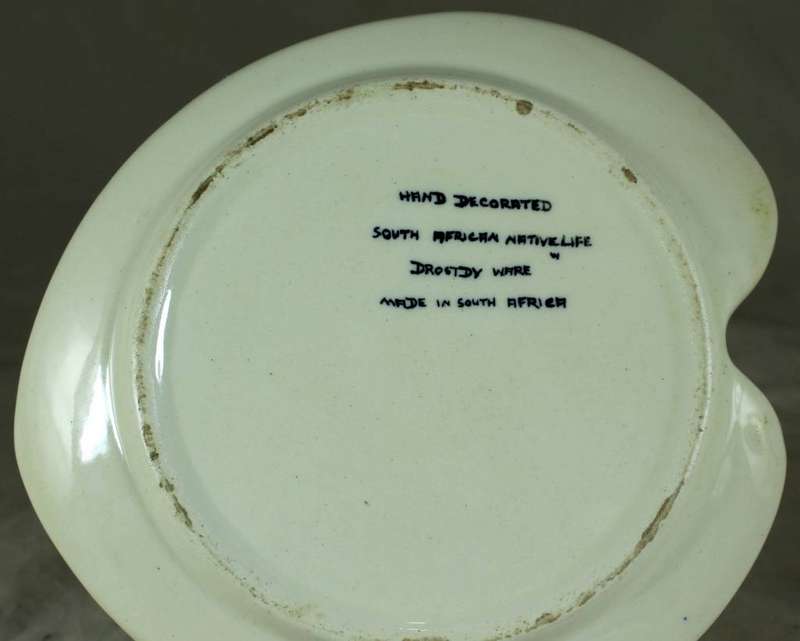 HAND DECORATED
SOUTH AFRICAN NATIVE LIFE
W
DROSTDY WARE
MADE IN SOUTH AFRICA